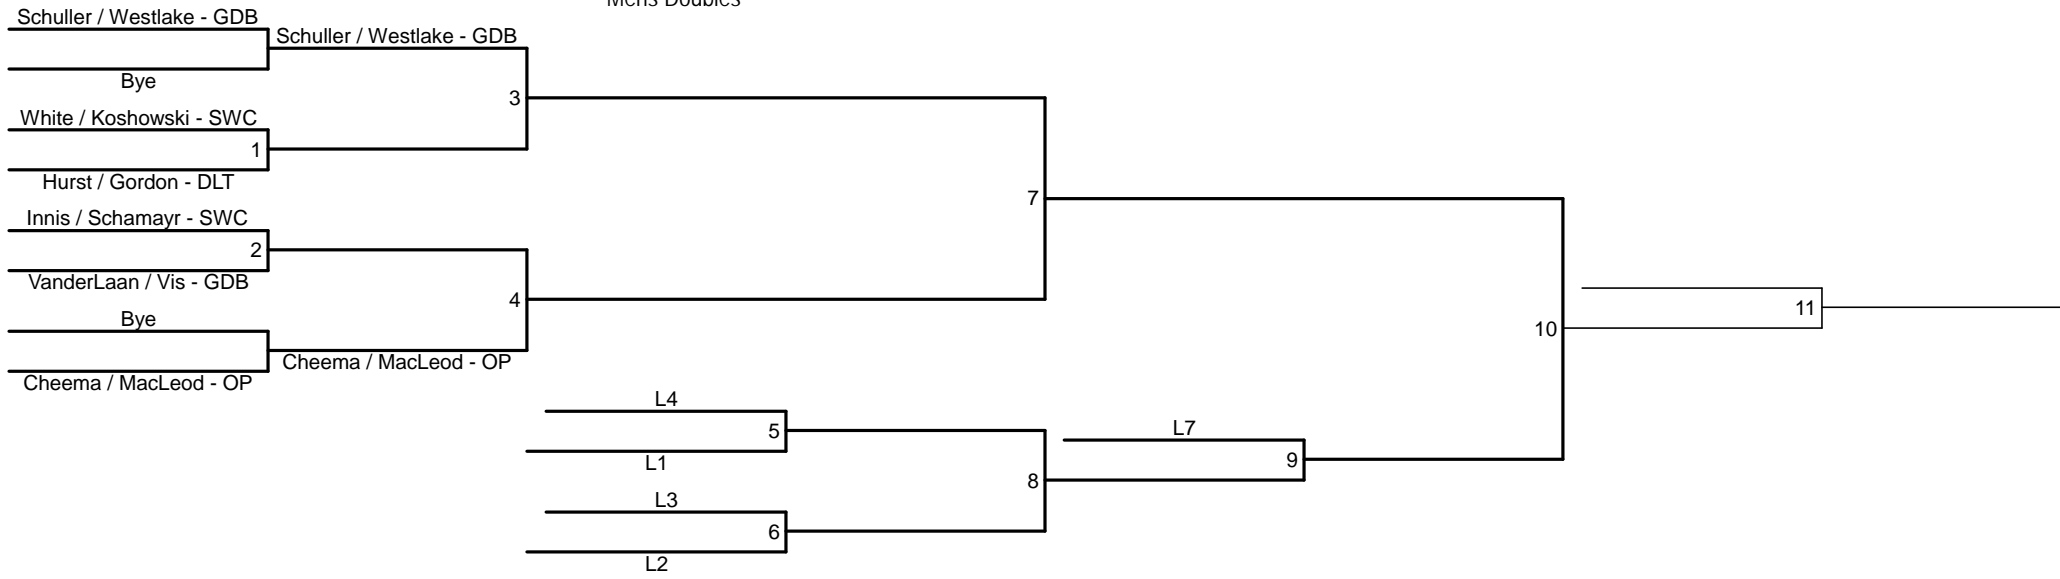 Mens Doubles
Schuller / Westlake - GDB
Schuller / Westlake - GDB
Bye
3
White / Koshowski - SWC
1
Hurst / Gordon - DLT
7
Innis / Schamayr - SWC
2
VanderLaan / Vis - GDB
4
Bye
Cheema / MacLeod - OP
Cheema / MacLeod - OP
11
10
L4
5
L1
L7
9
8
L3
6
L2